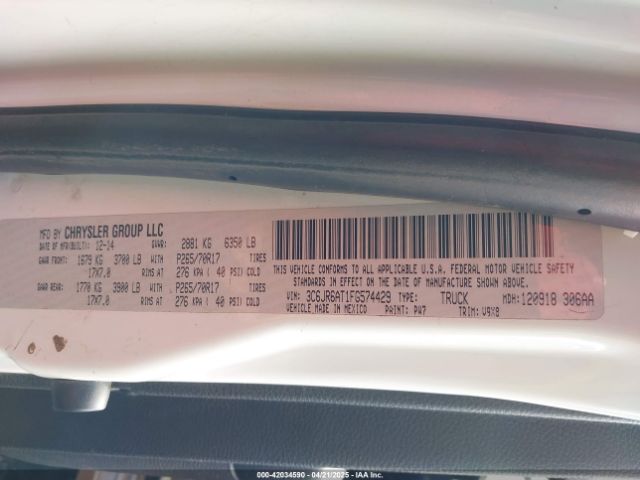 MFD BY CHRYSLER GROUP LLC
DATE OF MFR(BUILT): 12-14 GVWR: 2881 KG 6350 LB
GAWR FRONT: 1679 KG 3700 LB WITH P265/70R17 TIRES
17X7.0 RIMS AT 276 KPA ( 40 PSI) COLD
GAWR REAR: 1770 KG 3900 LB WITH P265/70R17 TIRES
17X7.0 RIMS AT 276 KPA ( 40 PSI) COLD
THIS VEHICLE CONFORMS TO ALL APPLICABLE U.S.A. FEDERAL MOTOR VEHICLE SAFETY
STANDARDS IN EFFECT ON THE DATE OF MANUFACTURE SHOWN ABOVE.
VIN: 3C6JR6AT1FG574429 TYPE: TRUCK MDH: 120918 306AA
VEHICLE MADE IN MEXICO PAINT: PW7 TRIM: V9X8
000-42034590 - 04/21/2025 - © IAA Holdings, LLC